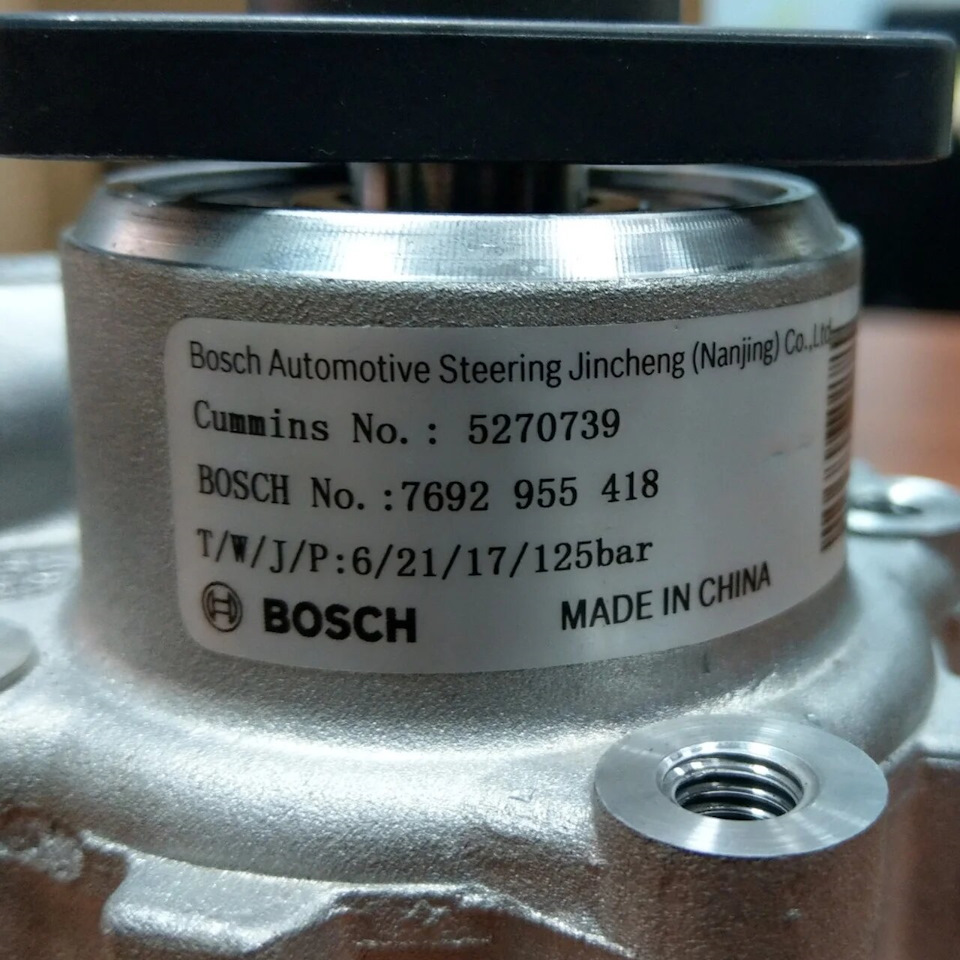 Bosch Automotive Steering Jincheng (Nanjing) Co.,Ltd
Cummins No.: 5270739
BOSCH No.:7692 955 418
T/W/J/P:6/21/17/125bar
BOSCH
MADE IN CHINA